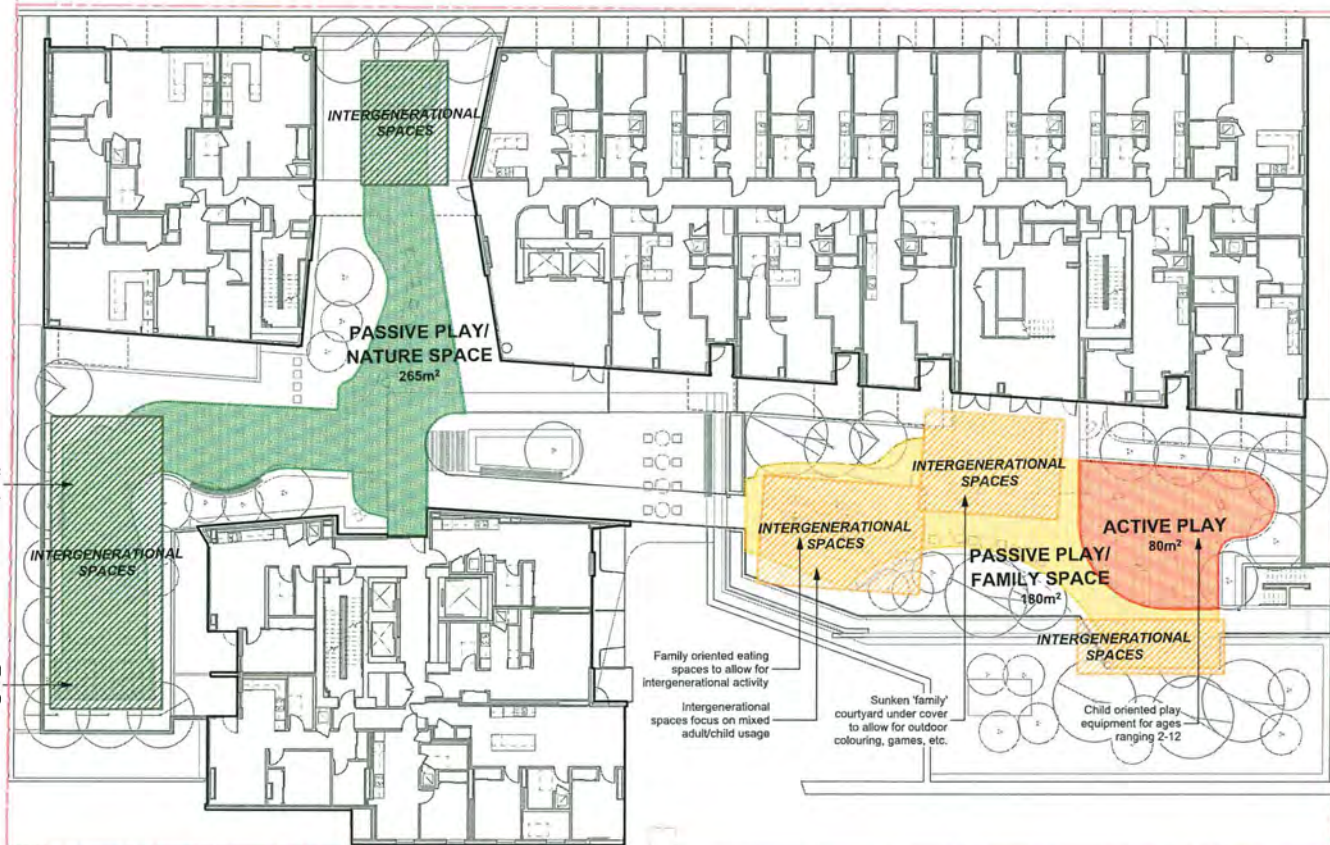 INTERGENERATIONAL
SPACES
PASSIVE PLAY/
NATURE SPACE
265m²
INTERGENERATIONAL
SPACES
INTERGENERATIONAL
SPACES
INTERGENERATIONAL
SPACES
ACTIVE PLAY
80m²
PASSIVE PLAY/
FAMILY SPACE
180m²
INTERGENERATIONAL
SPACES
Family oriented eating
spaces to allow for
intergenerational activity
Intergenerational
spaces focus on mixed
adult/child usage
Sunken 'family'
courtyard under cover
to allow for outdoor
colouring, games, etc.
Child oriented play
equipment for ages
ranging 2-12